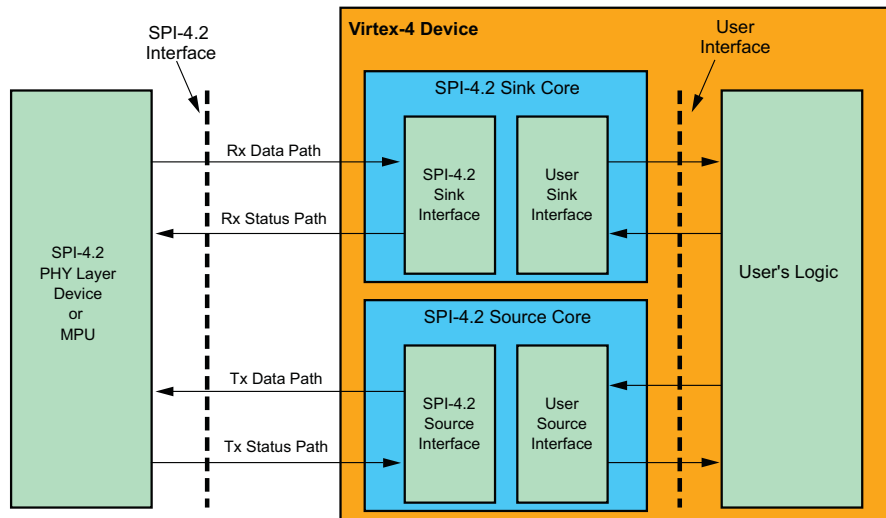 SPI-4.2
Interface
Virtex-4 Device
User
Interface
SPI-4.2 Sink Core
Rx Data Path
SPI-4.2
Sink
Interface
User
Sink
Interface
Rx Status Path
SPI-4.2
PHY Layer
Device
or
MPU
User's Logic
SPI-4.2 Source Core
Tx Data Path
SPI-4.2
Source
Interface
User
Source
Interface
Tx Status Path